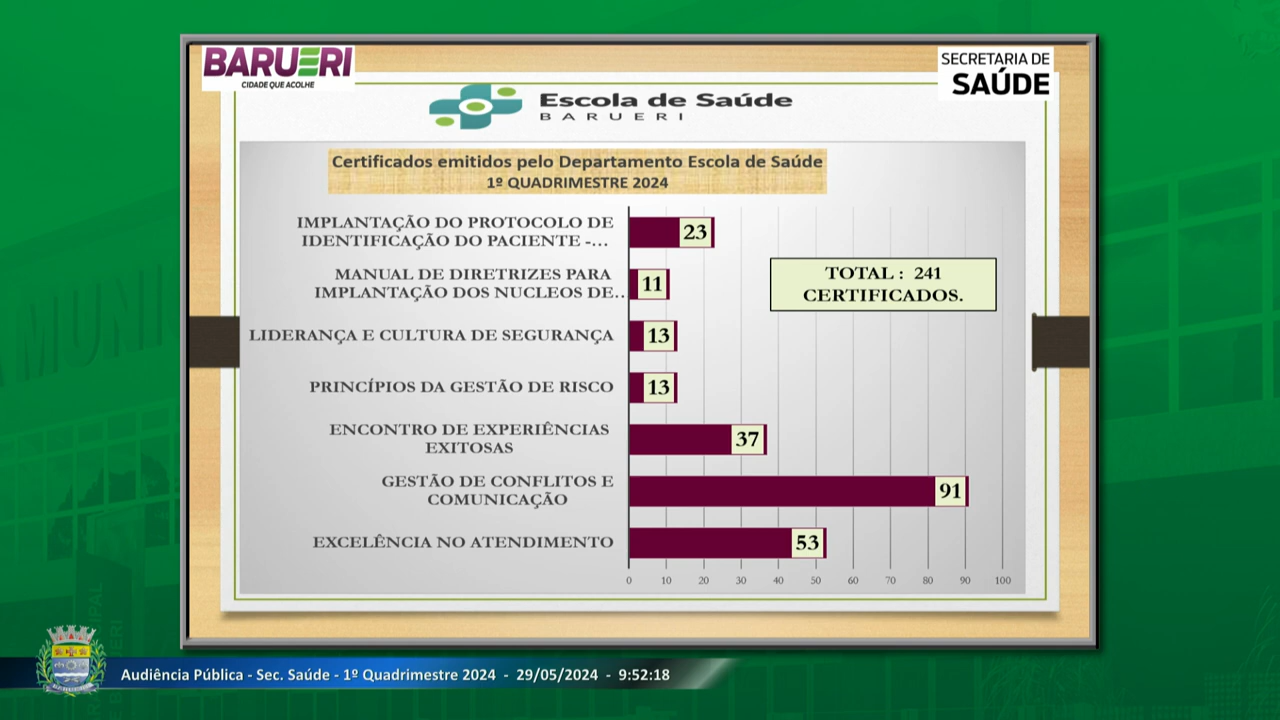 BARUERI
CIDADE QUE ACOLHE
SECRETARIA DE
SAÚDE
Escola de Saúde
BARUERI
Certificados emitidos pelo Departamento Escola de Saúde
1º QUADRIMESTRE 2024
IMPLANTAÇÃO DO PROTOCOLO DE
IDENTIFICAÇÃO DO PACIENTE -...
23
MANUAL DE DIRETRIZES PARA
IMPLANTAÇÃO DOS NUCLEOS DE..
11
TOTAL : 241
CERTIFICADOS.
LIDERANÇA E CULTURA DE SEGURANÇA
13
PRINCÍPIOS DA GESTÃO DE RISCO
13
ENCONTRO DE EXPERIÊNCIAS
EXITOSAS
37
GESTÃO DE CONFLITOS E
COMUNICAÇÃO
91
EXCELÊNCIA NO ATENDIMENTO
53
0 10 20 30 40 50 60 70 80 90 100
Audiência Pública - Sec. Saúde - 1º Quadrimestre 2024 - 29/05/2024 - 9:52:18